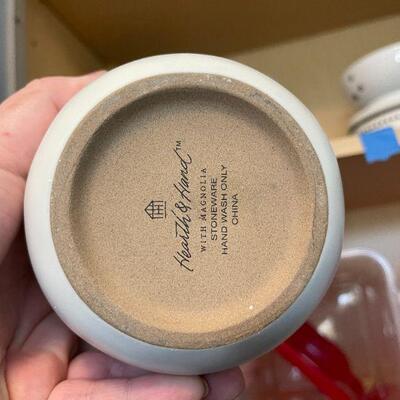 Hearth & Hand™
WITH MAGNOLIA
STONEWARE
HAND WASH ONLY
CHINA